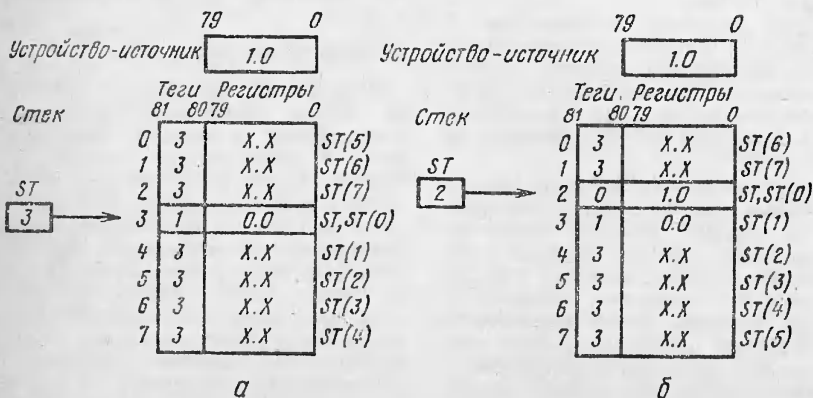 79 0
Устройство-источник 1.0
Теги Регистры
Стек 81 80 79 0
0 3 X.X ST(5)
1 3 X.X ST(6)
ST 2 3 X.X ST(7)
3 3 1 0.0 ST,ST(0)
4 3 X.X ST(1)
5 3 X.X ST(2)
6 3 X.X ST(3)
7 3 X.X ST(4)
а
79 0
Устройство-источник 1.0
Теги. Регистры
Стек 81 80 79 0
0 3 X.X ST(6)
ST 1 3 X.X ST(7)
2 2 0 1.0 ST,ST(0)
3 1 0.0 ST(1)
4 3 X.X ST(2)
5 3 X.X ST(3)
6 3 X.X ST(4)
7 3 X.X ST(5)
б